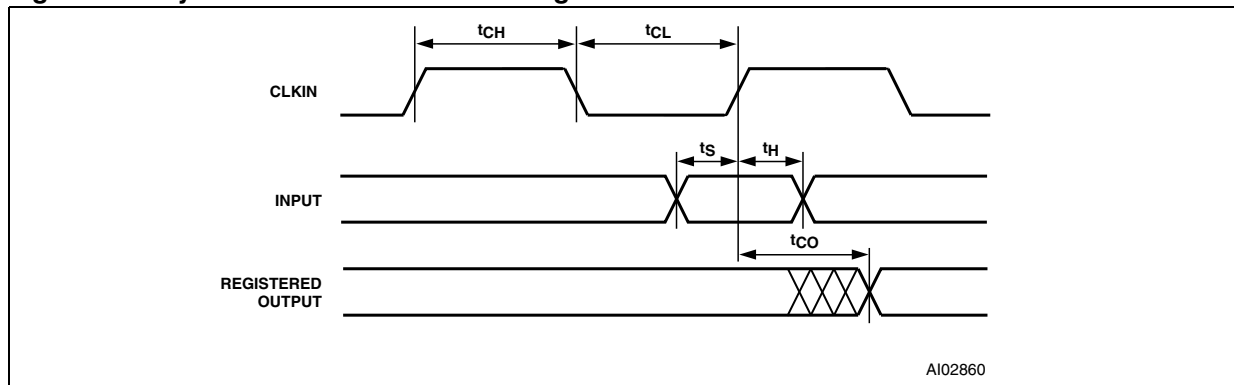 tCH
tCL
CLKIN
tS
tH
INPUT
tCO
REGISTERED
OUTPUT
AI02860